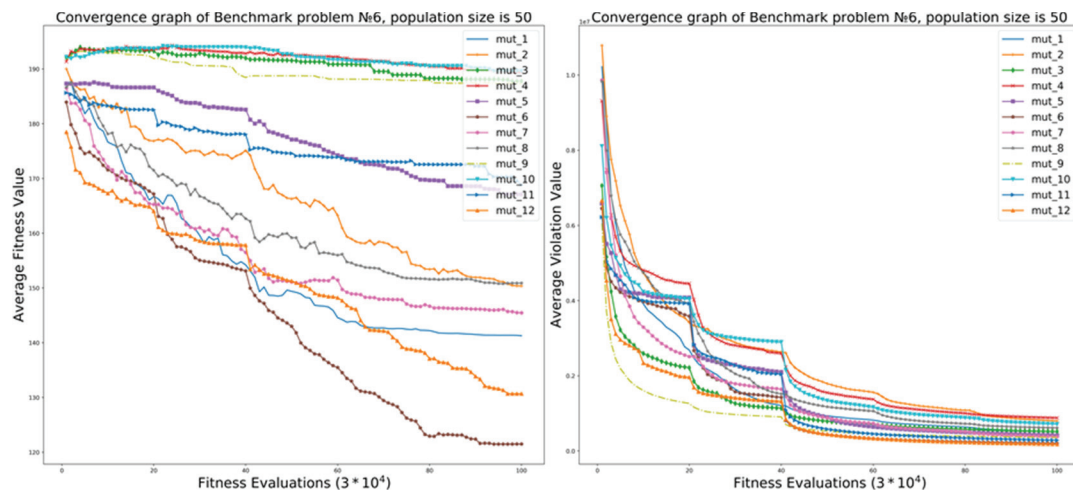 Convergence graph of Benchmark problem №6, population size is 50
mut_1
mut_2
mut_3
mut_4
mut_5
mut_6
mut_7
mut_8
mut_9
mut_10
mut_11
mut_12
190
180
170
160
150
140
130
120
Average Fitness Value
0
20
40
60
80
100
Fitness Evaluations (3 * 10⁴)
Convergence graph of Benchmark problem №6, population size is 50
1e7
mut_1
mut_2
mut_3
mut_4
mut_5
mut_6
mut_7
mut_8
mut_9
mut_10
mut_11
mut_12
1.0
0.8
0.6
0.4
0.2
0.0
Average Violation Value
0
20
40
60
80
100
Fitness Evaluations (3 * 10⁴)